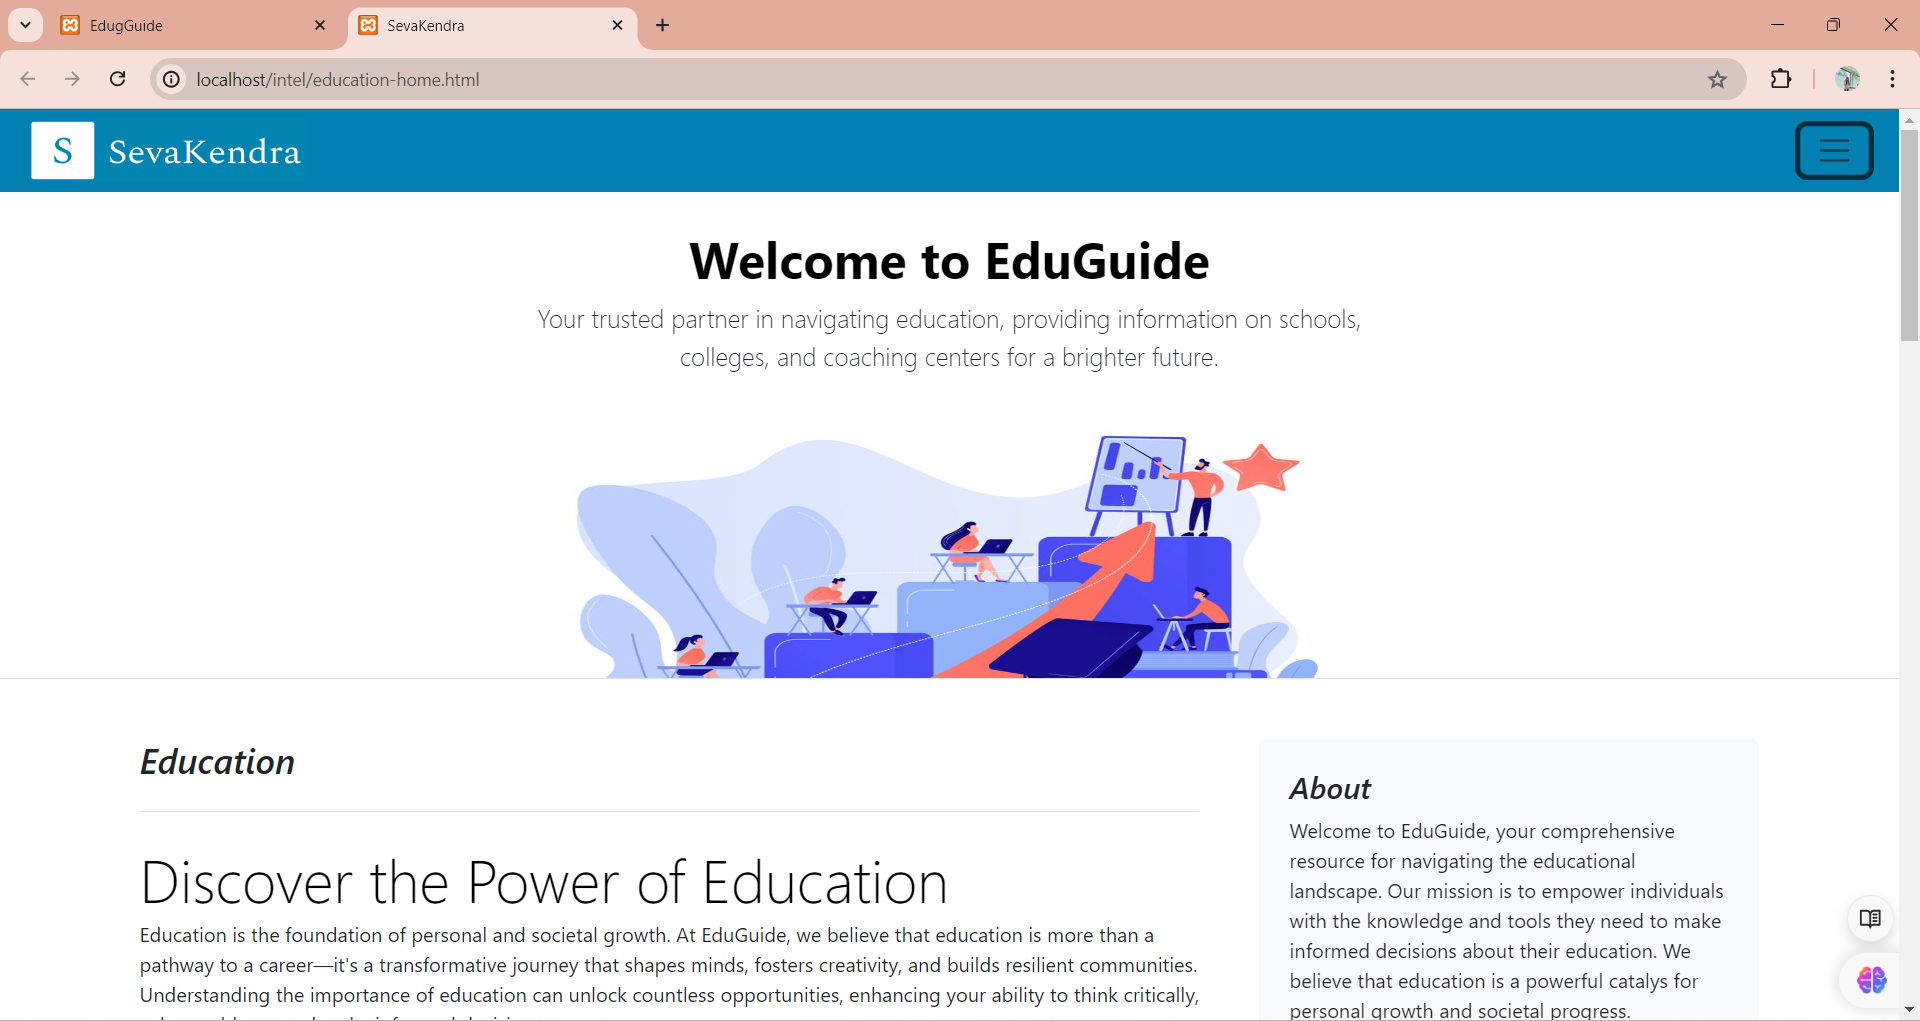 EdugGuide
SevaKendra
localhost/intel/education-home.html
S SevaKendra
Welcome to EduGuide
Your trusted partner in navigating education, providing information on schools,
colleges, and coaching centers for a brighter future.
Education
Discover the Power of Education
Education is the foundation of personal and societal growth. At EduGuide, we believe that education is more than a
pathway to a career—it's a transformative journey that shapes minds, fosters creativity, and builds resilient communities.
Understanding the importance of education can unlock countless opportunities, enhancing your ability to think critically,
About
Welcome to EduGuide, your comprehensive
resource for navigating the educational
landscape. Our mission is to empower individuals
with the knowledge and tools they need to make
informed decisions about their education. We
believe that education is a powerful catalys for
personal growth and societal progress.